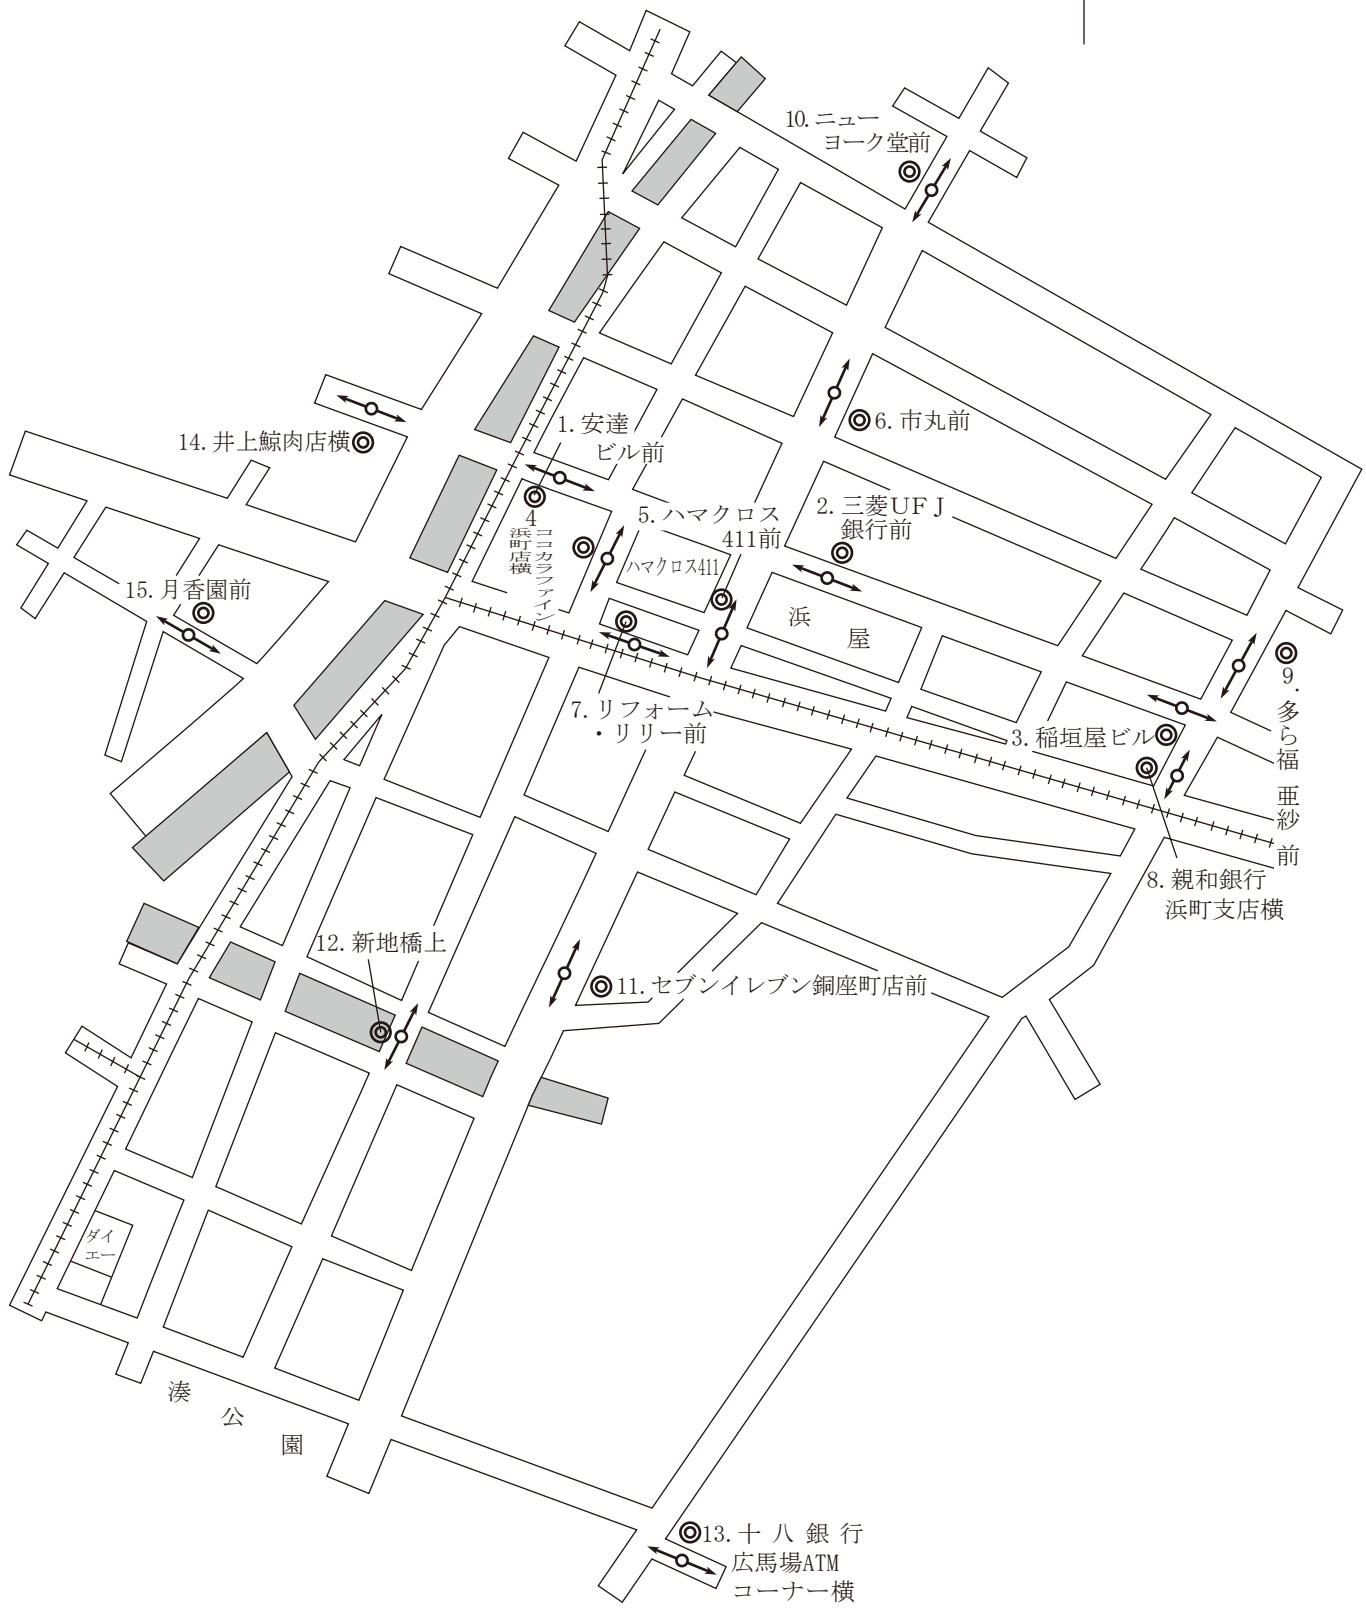 10.ニュー
ヨーク堂前
6.市丸前
1.安達
ビル前
14.井上鯨肉店横
2.三菱UFJ
銀行前
5.ハマクロス
411前
4
ココカラファイン
浜町店横
ハマクロス411
15.月香園前
浜屋
9.多ら福 亜紗 前
7.リフォーム
・リリー前
3.稲垣屋ビル
8.親和銀行
浜町支店横
12.新地橋上
11.セブンイレブン銅座町店前
ダイ
エー
湊公園
13.十八銀行
広馬場ATM
コーナー横